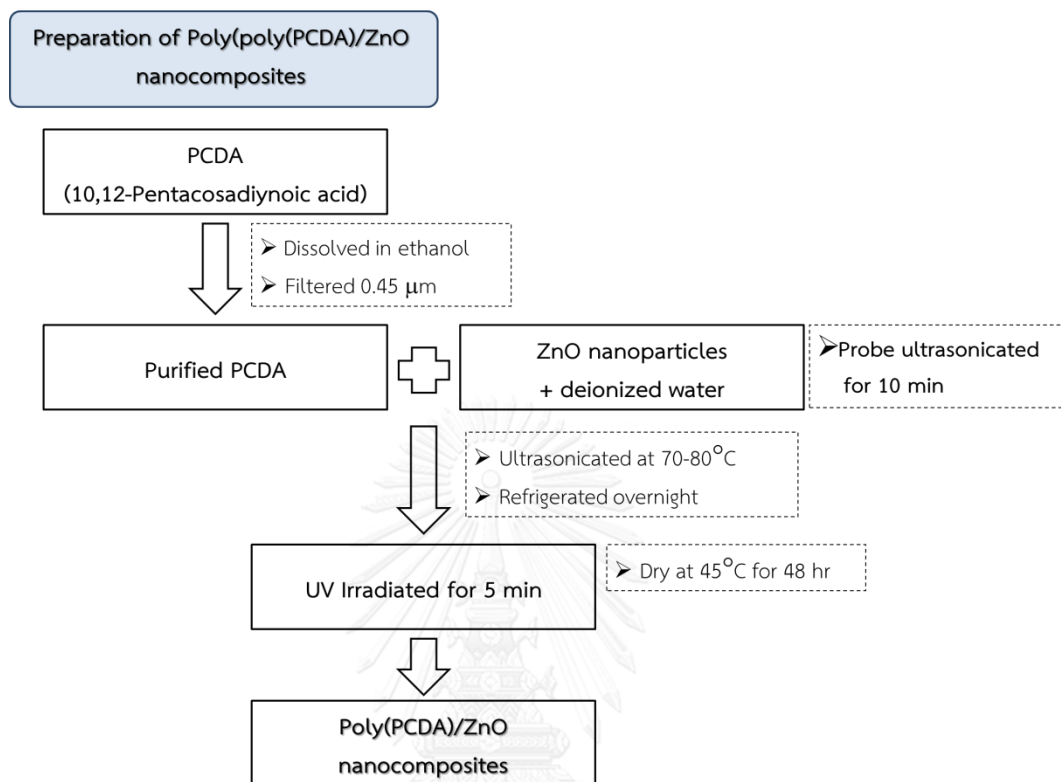 Preparation of Poly(poly(PCDA)/ZnO
nanocomposites
PCDA
(10,12-Pentacosadiynoic acid)
➢ Dissolved in ethanol
➢ Filtered 0.45 μm
Purified PCDA
ZnO nanoparticles
+ deionized water
➢Probe ultrasonicated
for 10 min
➢ Ultrasonicated at 70-80°C
➢ Refrigerated overnight
UV Irradiated for 5 min
➢ Dry at 45°C for 48 hr
Poly(PCDA)/ZnO
nanocomposites